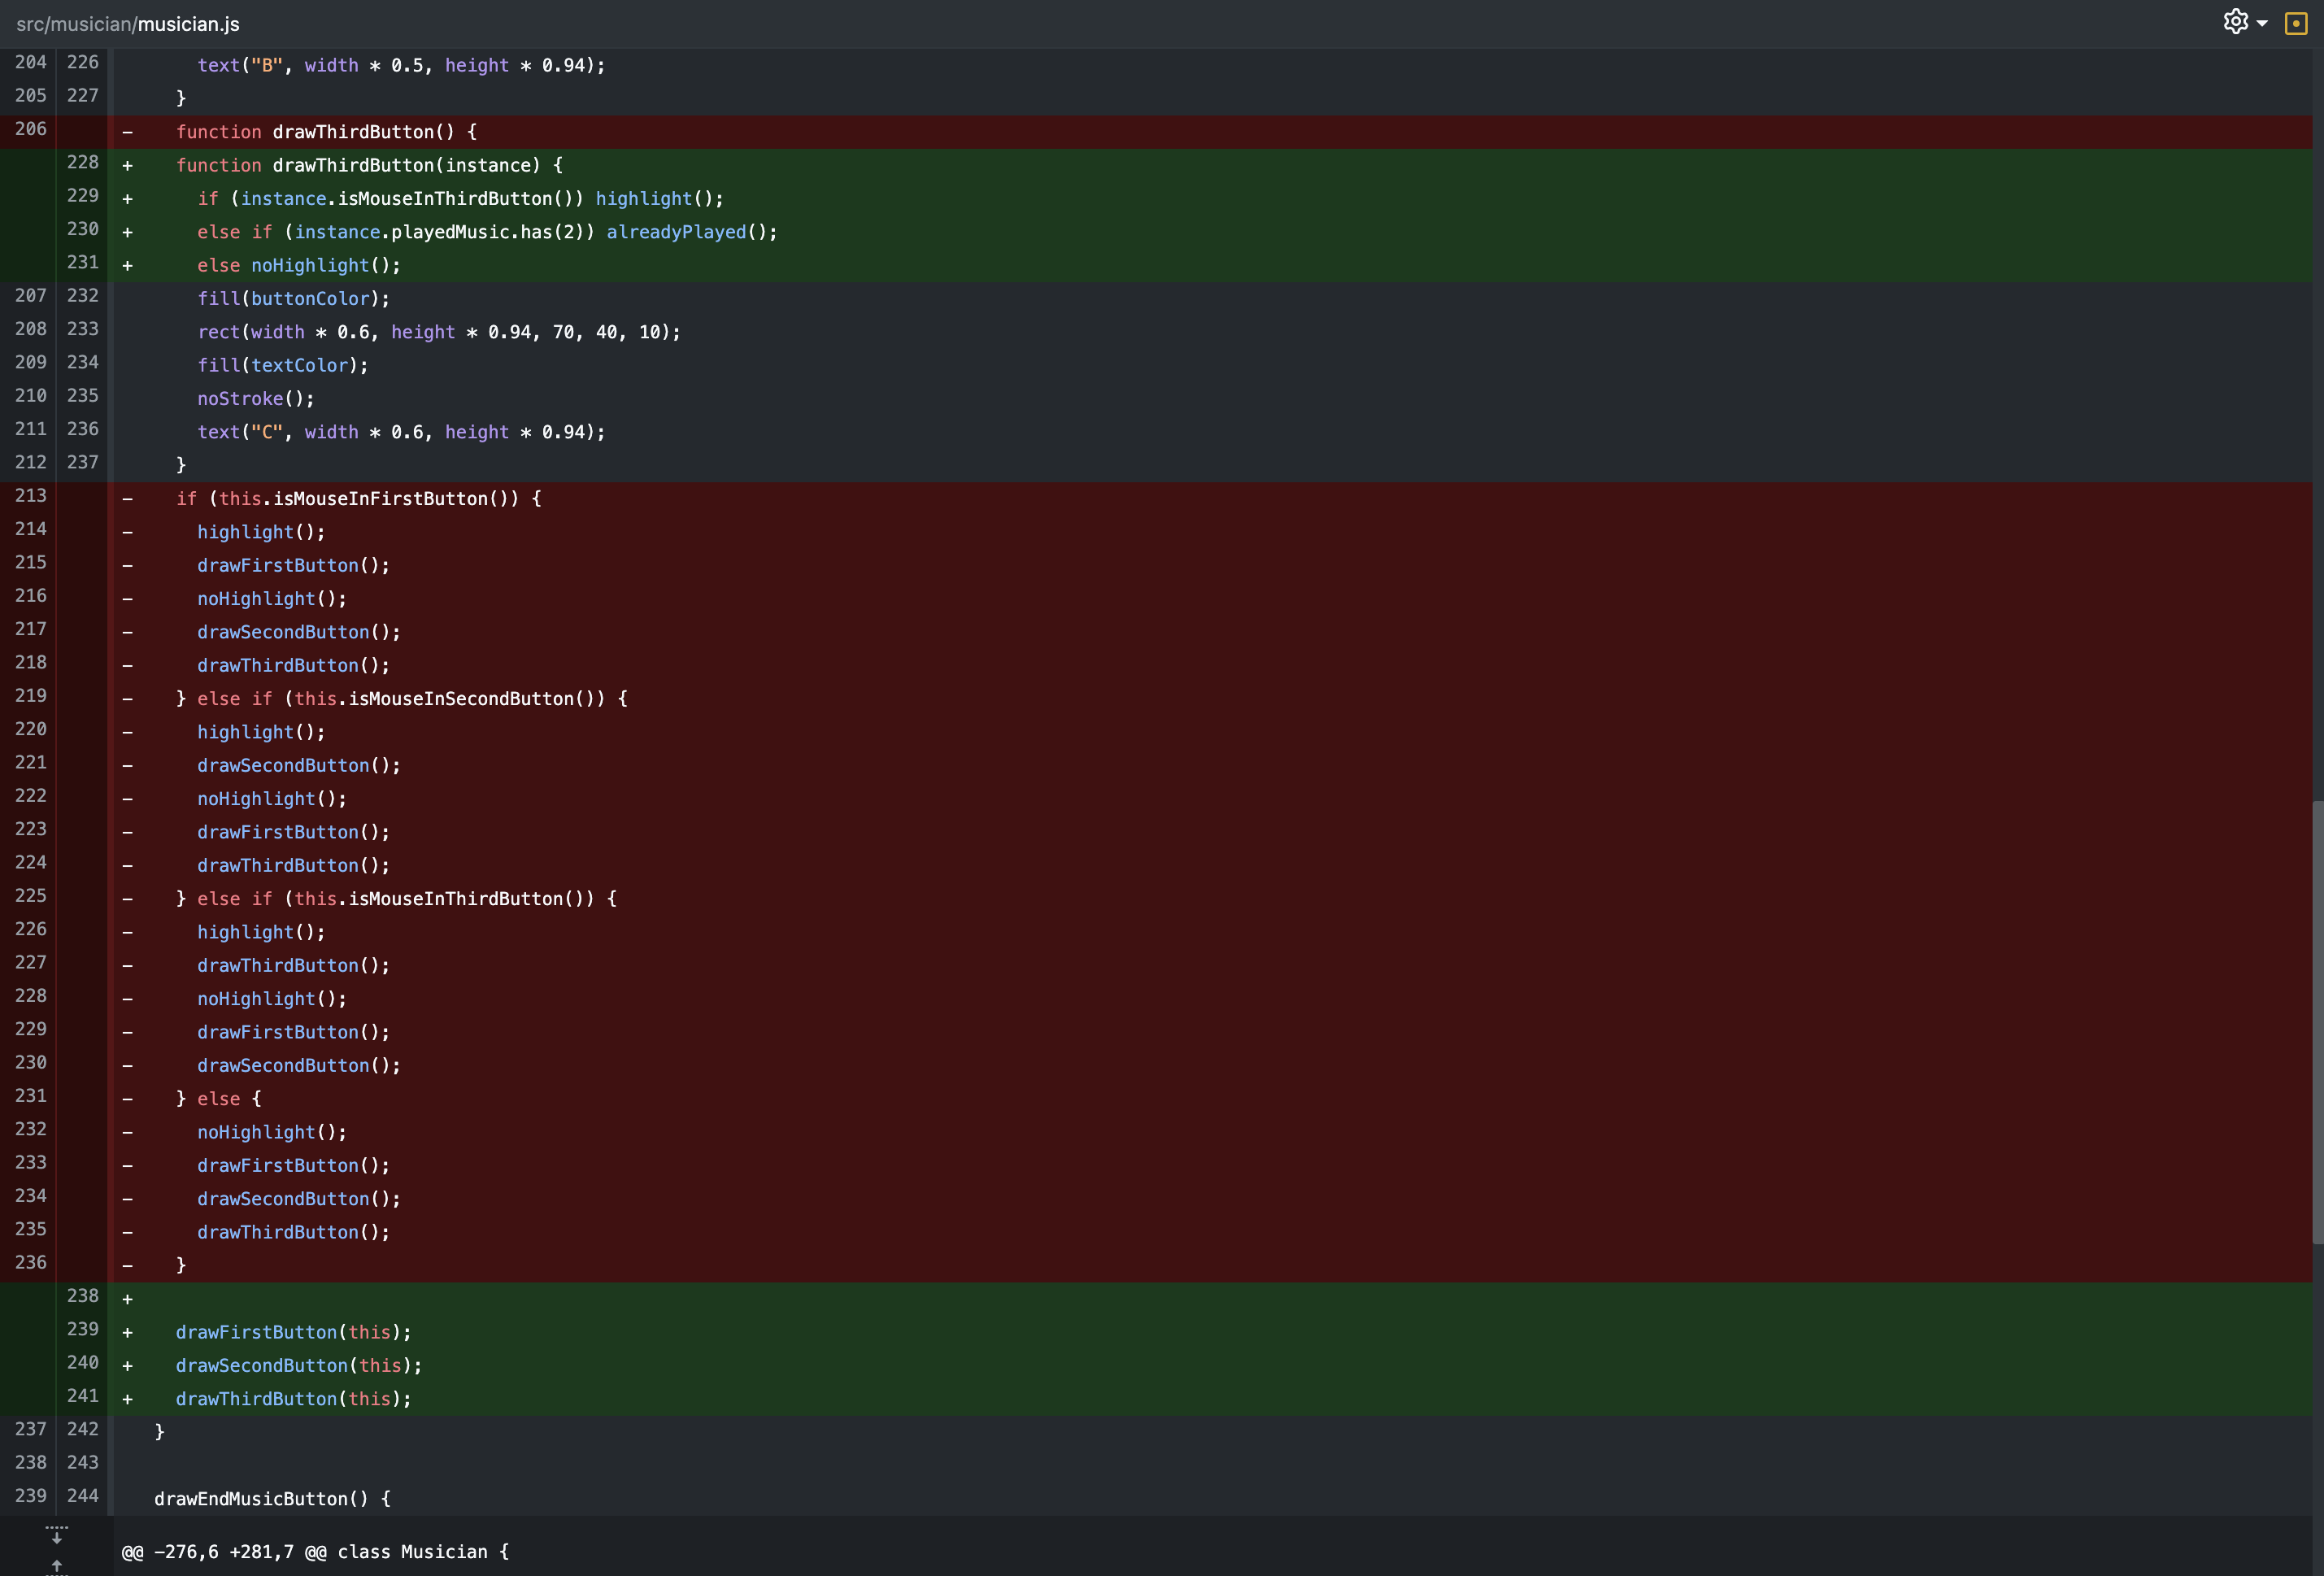 src/musician/musician.js
204 226 text("B", width * 0.5, height * 0.94);
205 227 }
206 - function drawThirdButton() {
228 + function drawThirdButton(instance) {
229 + if (instance.isMouseInThirdButton()) highlight();
230 + else if (instance.playedMusic.has(2)) alreadyPlayed();
231 + else noHighlight();
207 232 fill(buttonColor);
208 233 rect(width * 0.6, height * 0.94, 70, 40, 10);
209 234 fill(textColor);
210 235 noStroke();
211 236 text("C", width * 0.6, height * 0.94);
212 237 }
213 - if (this.isMouseInFirstButton()) {
214 - highlight();
215 - drawFirstButton();
216 - noHighlight();
217 - drawSecondButton();
218 - drawThirdButton();
219 - } else if (this.isMouseInSecondButton()) {
220 - highlight();
221 - drawSecondButton();
222 - noHighlight();
223 - drawFirstButton();
224 - drawThirdButton();
225 - } else if (this.isMouseInThirdButton()) {
226 - highlight();
227 - drawThirdButton();
228 - noHighlight();
229 - drawFirstButton();
230 - drawSecondButton();
231 - } else {
232 - noHighlight();
233 - drawFirstButton();
234 - drawSecondButton();
235 - drawThirdButton();
236 - }
238 +
239 + drawFirstButton(this);
240 + drawSecondButton(this);
241 + drawThirdButton(this);
237 242 }
238 243
239 244 drawEndMusicButton() {
@@ -276,6 +281,7 @@ class Musician {